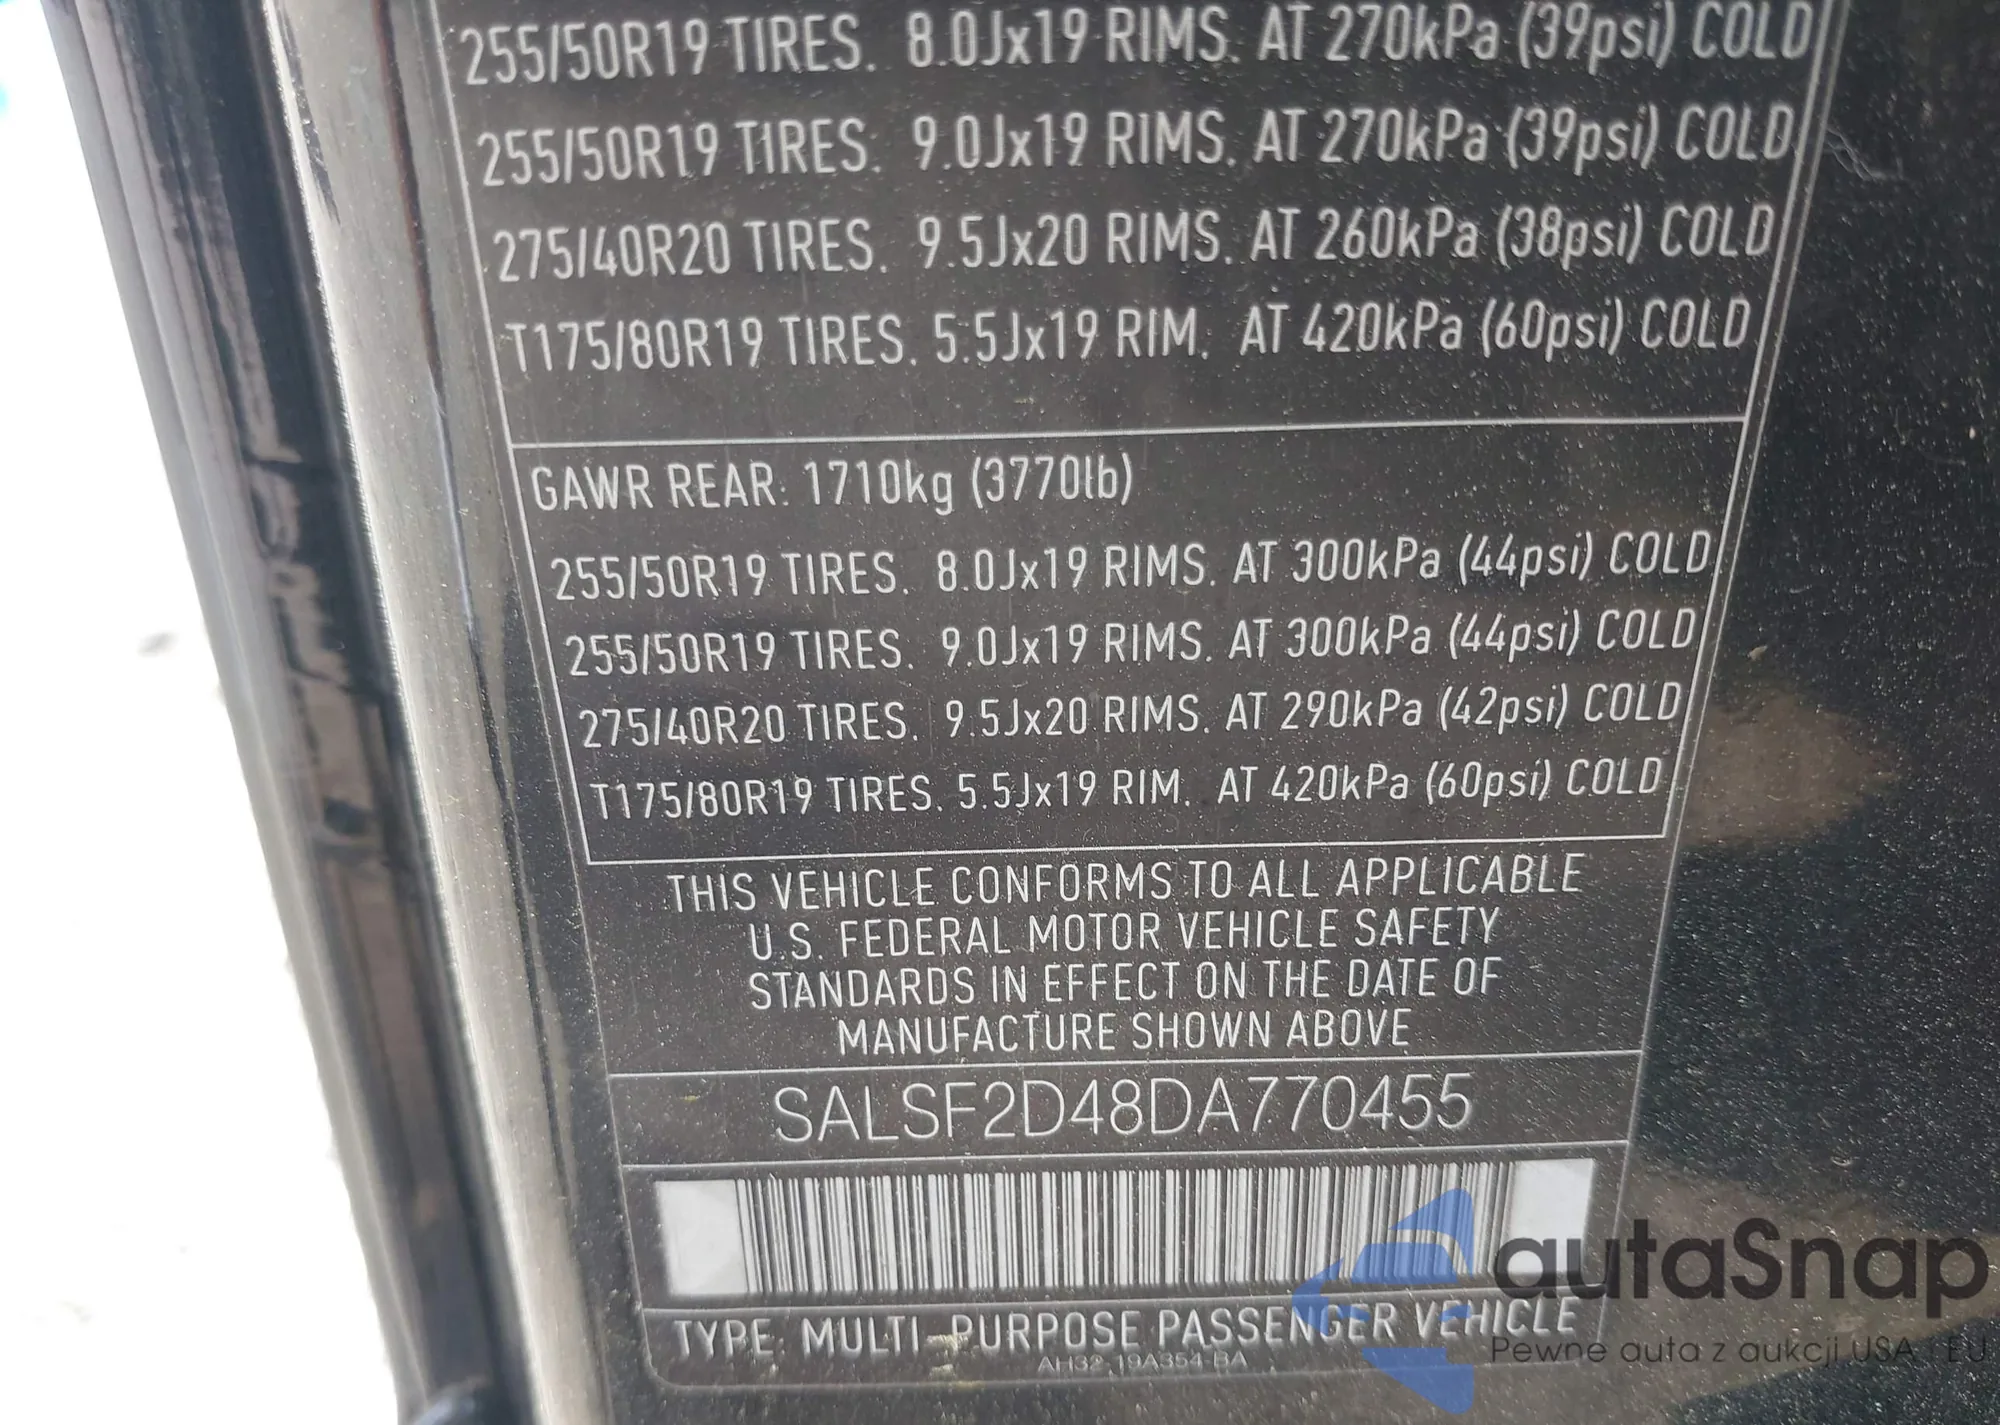 255/50R19 TIRES. 8.0Jx19 RIMS. AT 270kPa (39psi) COLD
255/50R19 TIRES. 9.0Jx19 RIMS. AT 270kPa (39psi) COLD
275/40R20 TIRES. 9.5Jx20 RIMS. AT 260kPa (38psi) COLD
T175/80R19 TIRES. 5.5Jx19 RIM. AT 420kPa (60psi) COLD
GAWR REAR: 1710kg (3770lb)
255/50R19 TIRES. 8.0Jx19 RIMS. AT 300kPa (44psi) COLD
255/50R19 TIRES. 9.0Jx19 RIMS. AT 300kPa (44psi) COLD
275/40R20 TIRES. 9.5Jx20 RIMS. AT 290kPa (42psi) COLD
T175/80R19 TIRES. 5.5Jx19 RIM. AT 420kPa (60psi) COLD
THIS VEHICLE CONFORMS TO ALL APPLICABLE
U.S. FEDERAL MOTOR VEHICLE SAFETY
STANDARDS IN EFFECT ON THE DATE OF
MANUFACTURE SHOWN ABOVE
SALSF2D48DA770455
TYPE: MULTI-PURPOSE PASSENGER VEHICLE
AH32-19A354-BA
autaSnap
Pewne auta z aukcji USA i EU